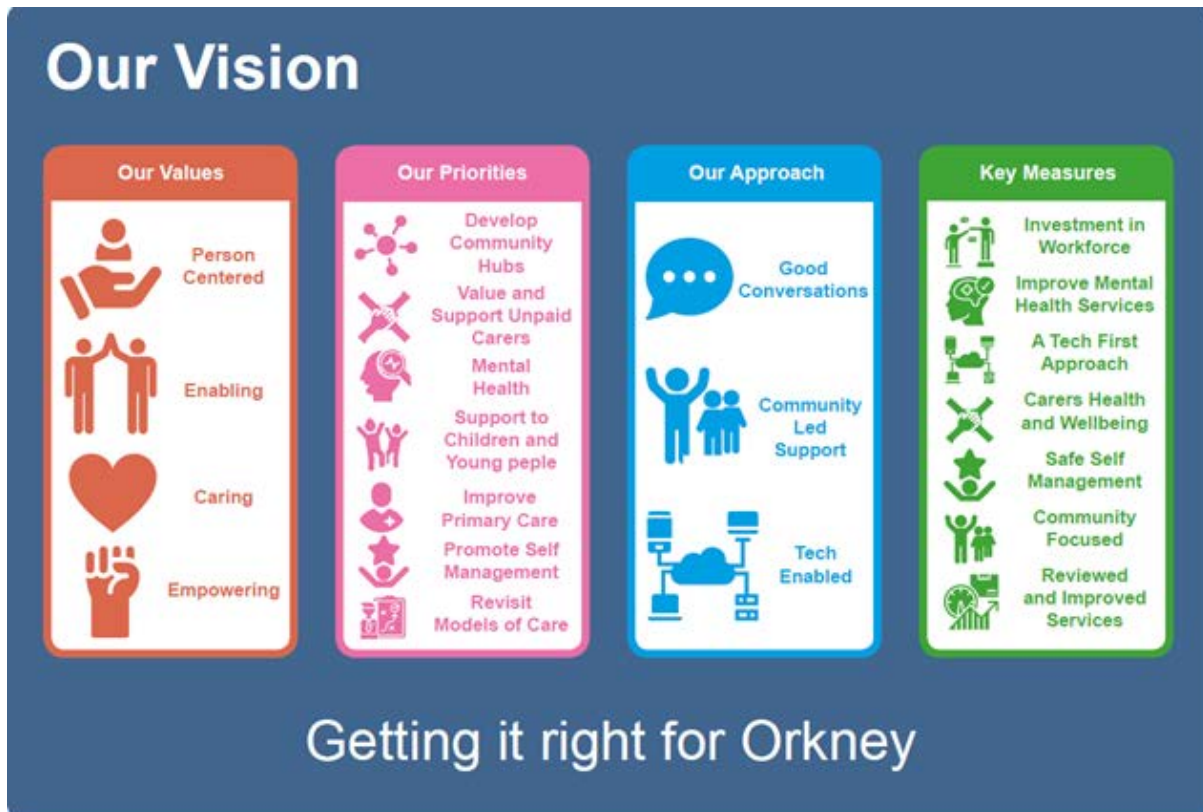 Our Vision
Our Values
Person
Centered
Enabling
Caring
Empowering
Our Priorities
Develop
Community
Hubs
Value and
Support Unpaid
Carers
Mental
Health
Support to
Children and
Young peple
Improve
Primary Care
Promote Self
Management
Revisit
Models of Care
Our Approach
Good
Conversations
Community
Led
Support
Tech
Enabled
Key Measures
Investment in
Workforce
Improve Mental
Health Services
A Tech First
Approach
Carers Health
and Wellbeing
Safe Self
Management
Community
Focused
Reviewed
and Improved
Services
Getting it right for Orkney